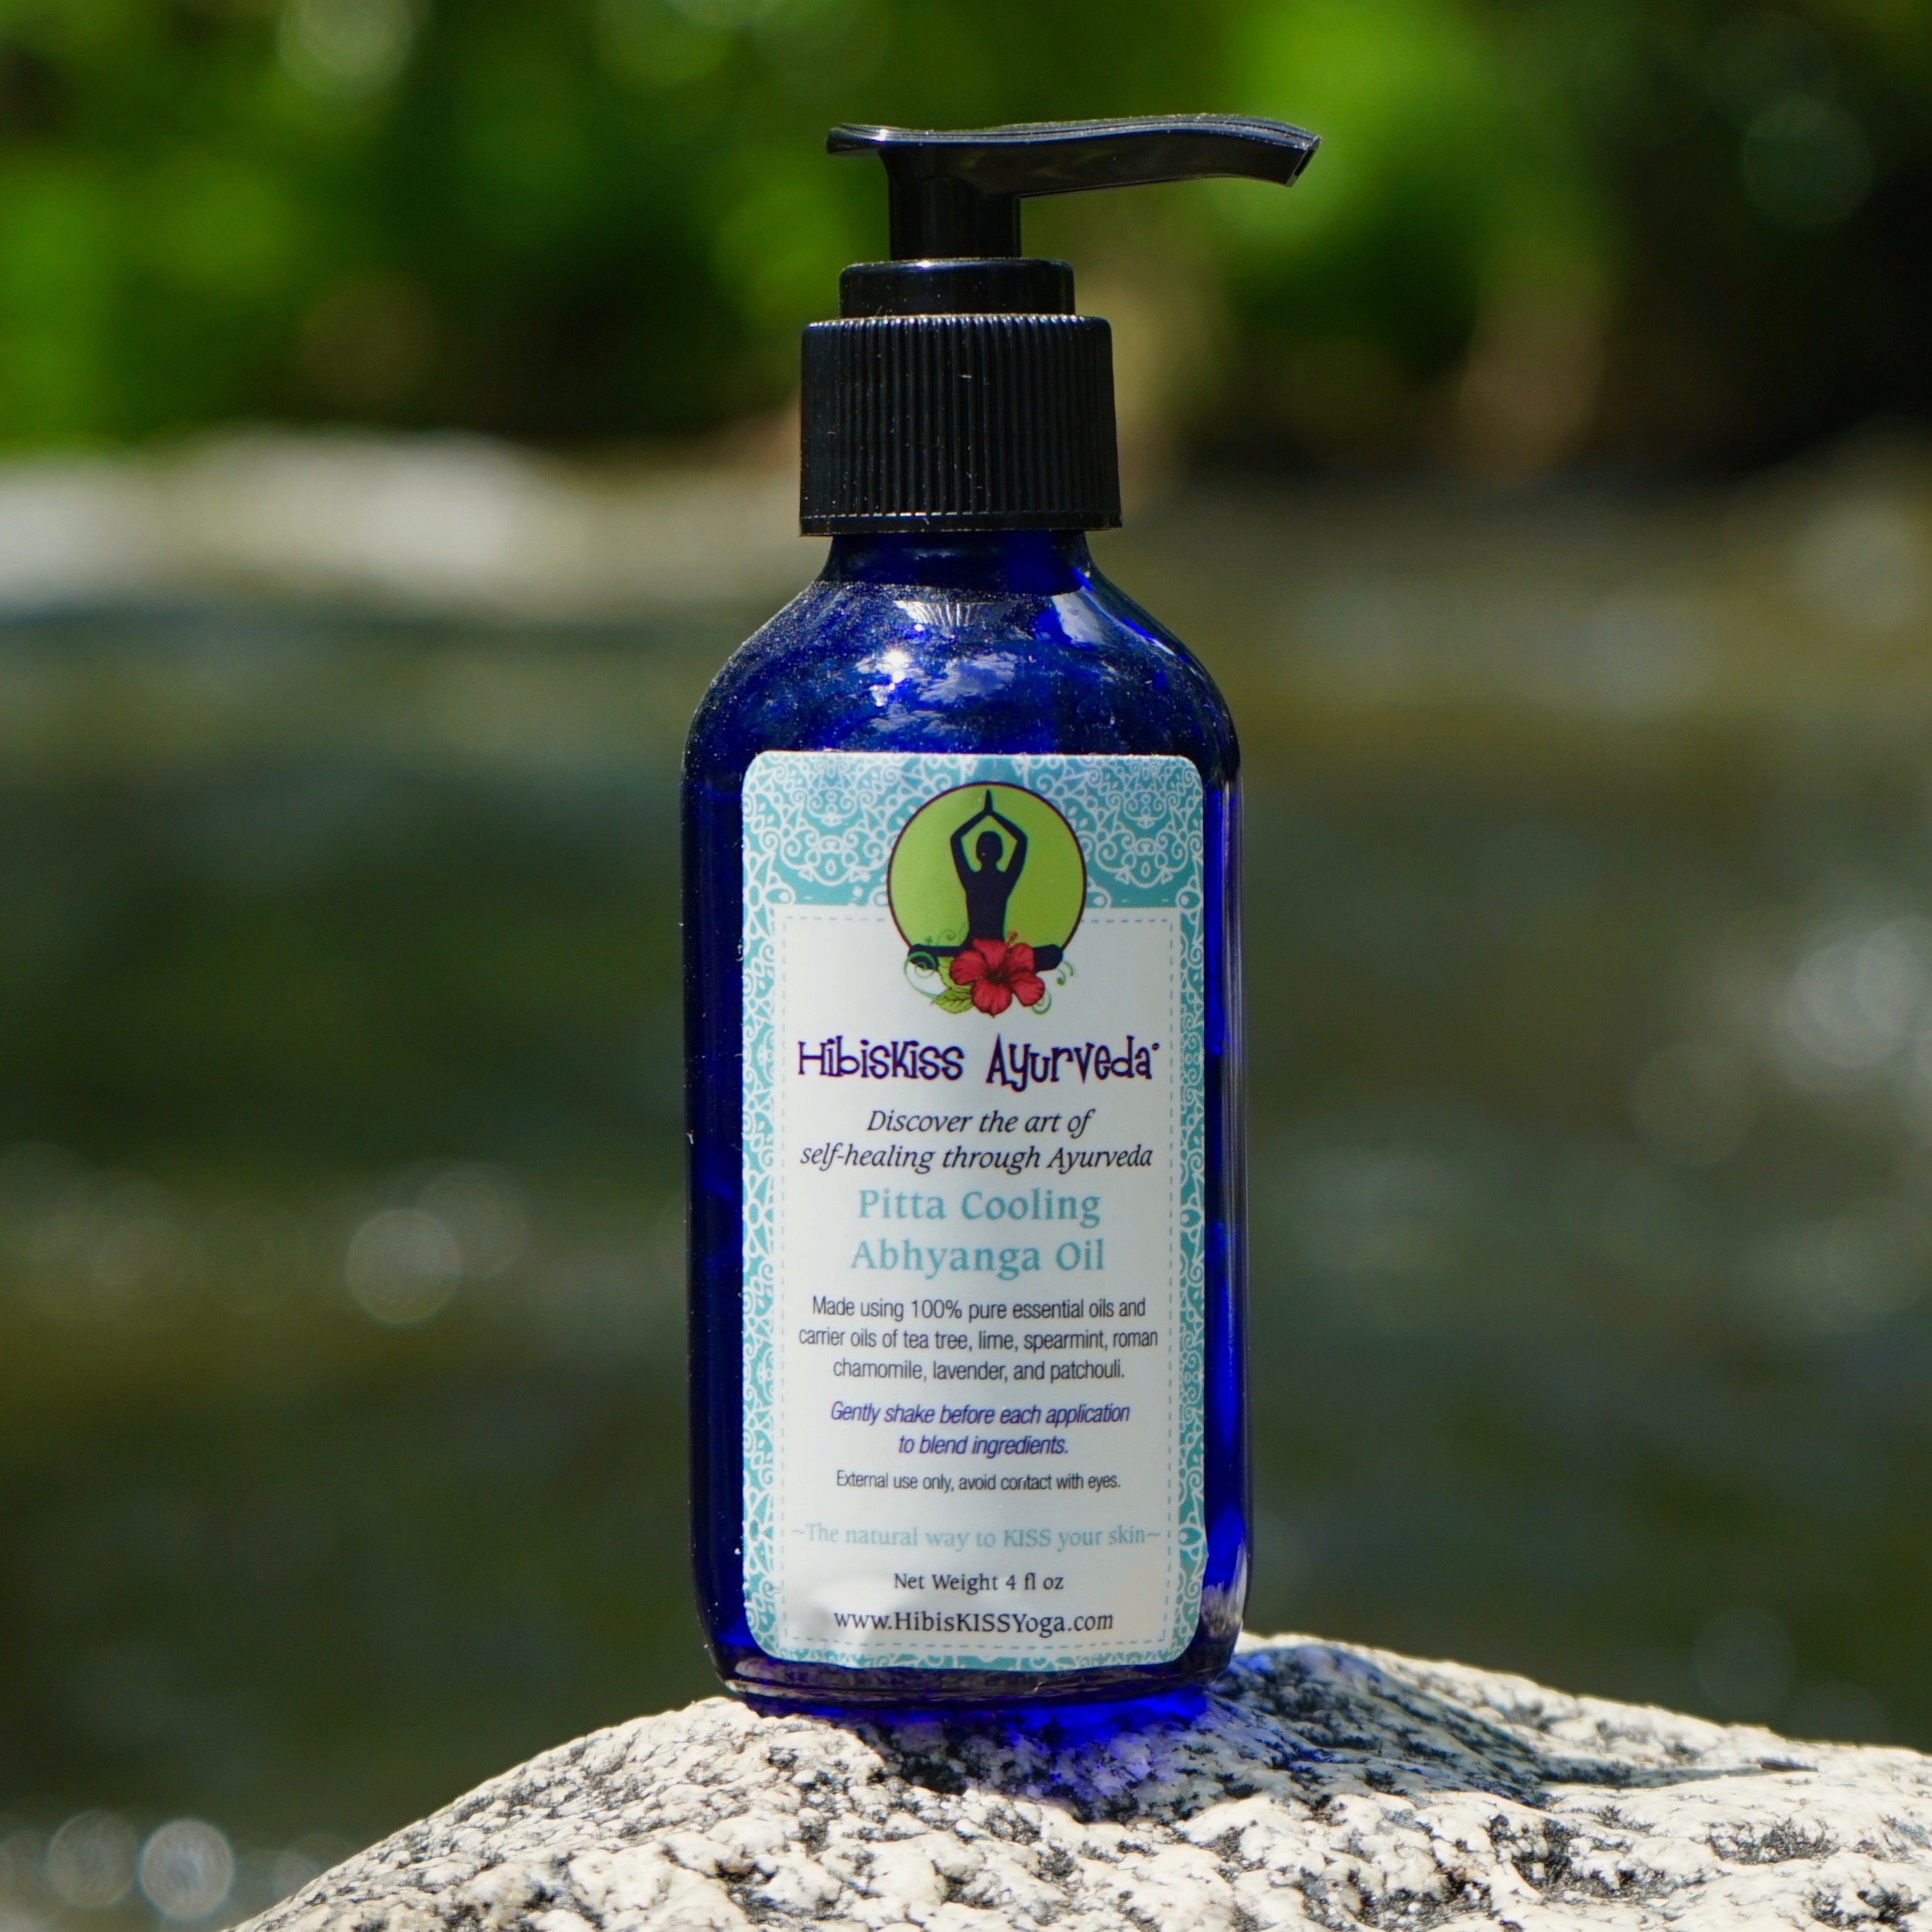 HibisKiss Ayurveda®
Discover the art of
self-healing through Ayurveda
Pitta Cooling
Abhyanga Oil
Made using 100% pure essential oils and
carrier oils of tea tree, lime, spearmint, roman
chamomile, lavender, and patchouli.
Gently shake before each application
to blend ingredients.
External use only, avoid contact with eyes.
~The natural way to KISS your skin~
Net Weight 4 fl oz
www.HibisKISSYoga.com